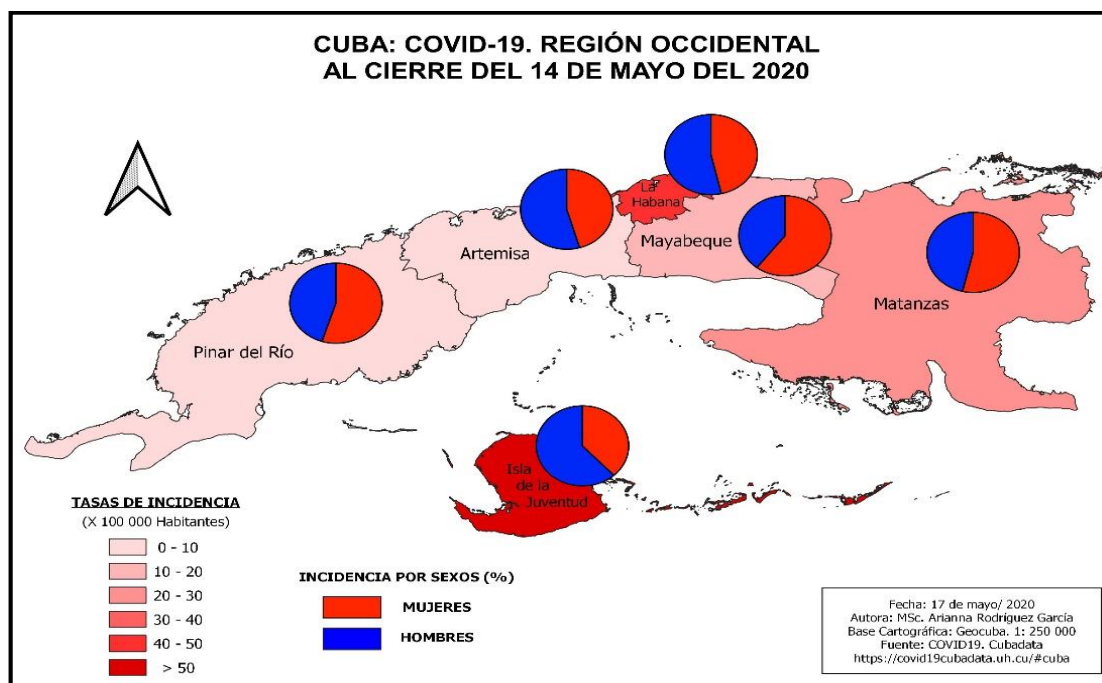 CUBA: COVID-19. REGIÓN OCCIDENTAL
AL CIERRE DEL 14 DE MAYO DEL 2020
La
Habana
Artemisa
Mayabeque
Matanzas
Pinar del Río
Isla
de la
Juventud
TASAS DE INCIDENCIA
(X 100 000 Habitantes)
0 - 10
10 - 20
20 - 30
30 - 40
40 - 50
> 50
INCIDENCIA POR SEXOS (%)
MUJERES
HOMBRES
Fecha: 17 de mayo/ 2020
Autora: MSc. Arianna Rodríguez García
Base Cartográfica: Geocuba. 1: 250 000
Fuente: COVID19. Cubadata
https://covid19cubadata.uh.cu/#cuba